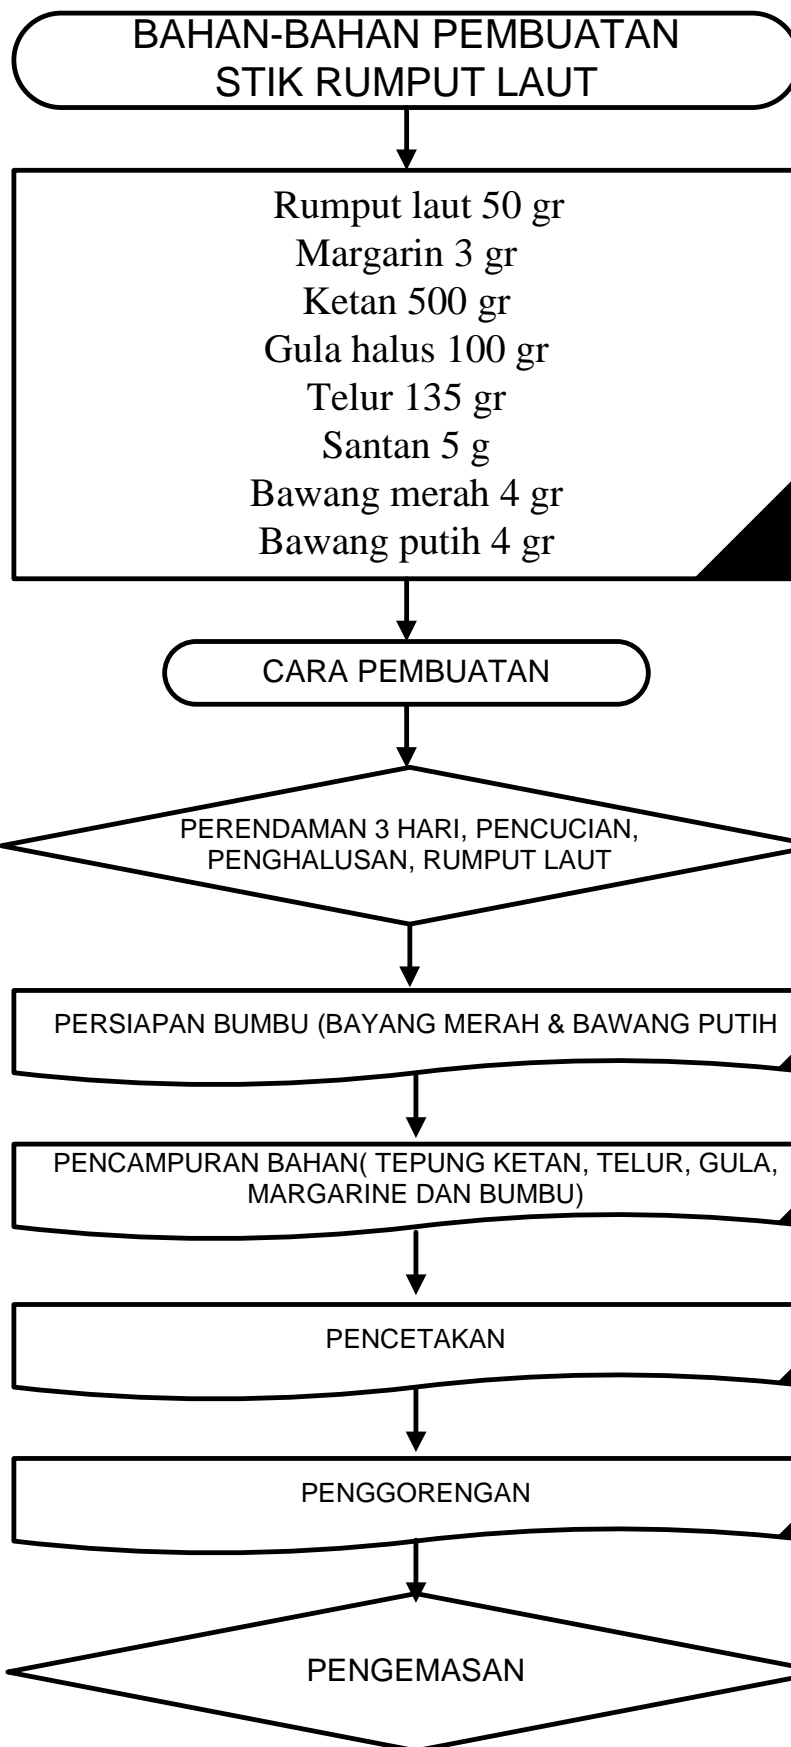 BAHAN-BAHAN PEMBUATAN
STIK RUMPUT LAUT
Rumput laut 50 gr
Margarin 3 gr
Ketan 500 gr
Gula halus 100 gr
Telur 135 gr
Santan 5 g
Bawang merah 4 gr
Bawang putih 4 gr
CARA PEMBUATAN
PERENDAMAN 3 HARI, PENCUCIAN,
PENGHALUSAN, RUMPUT LAUT
PERSIAPAN BUMBU (BAYANG MERAH & BAWANG PUTIH
PENCAMPURAN BAHAN( TEPUNG KETAN, TELUR, GULA,
MARGARINE DAN BUMBU)
PENCETAKAN
PENGGORENGAN
PENGEMASAN